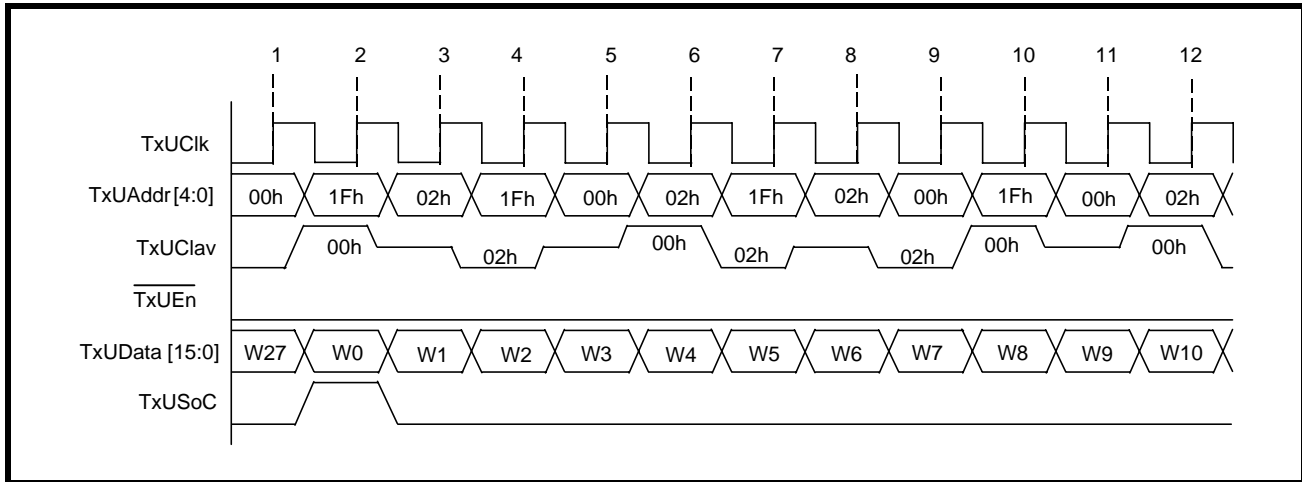 1 2 3 4 5 6 7 8 9 10 11 12
TxUClk
TxUAddr[4:0] 00h 1Fh 02h 1Fh 00h 02h 1Fh 02h 00h 1Fh 00h 02h
TxUClav 00h 02h 00h 02h 02h 00h 00h
TxUEn
TxUData [15:0] W27 W0 W1 W2 W3 W4 W5 W6 W7 W8 W9 W10
TxUSoC